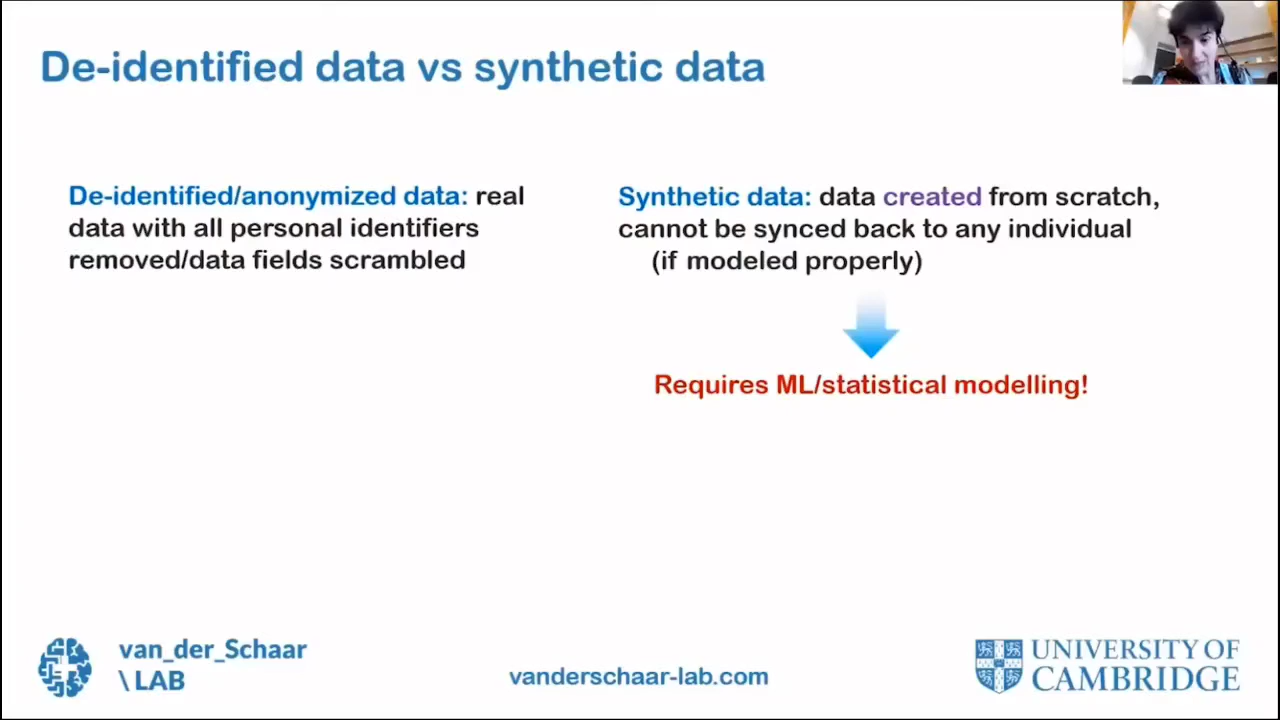 De-identified data vs synthetic data
De-identified/anonymized data: real
data with all personal identifiers
removed/data fields scrambled
Synthetic data: data created from scratch,
cannot be synced back to any individual
(if modeled properly)
Requires ML/statistical modelling!
van_der_Schaar
\ LAB
vanderschaar-lab.com
UNIVERSITY OF
CAMBRIDGE